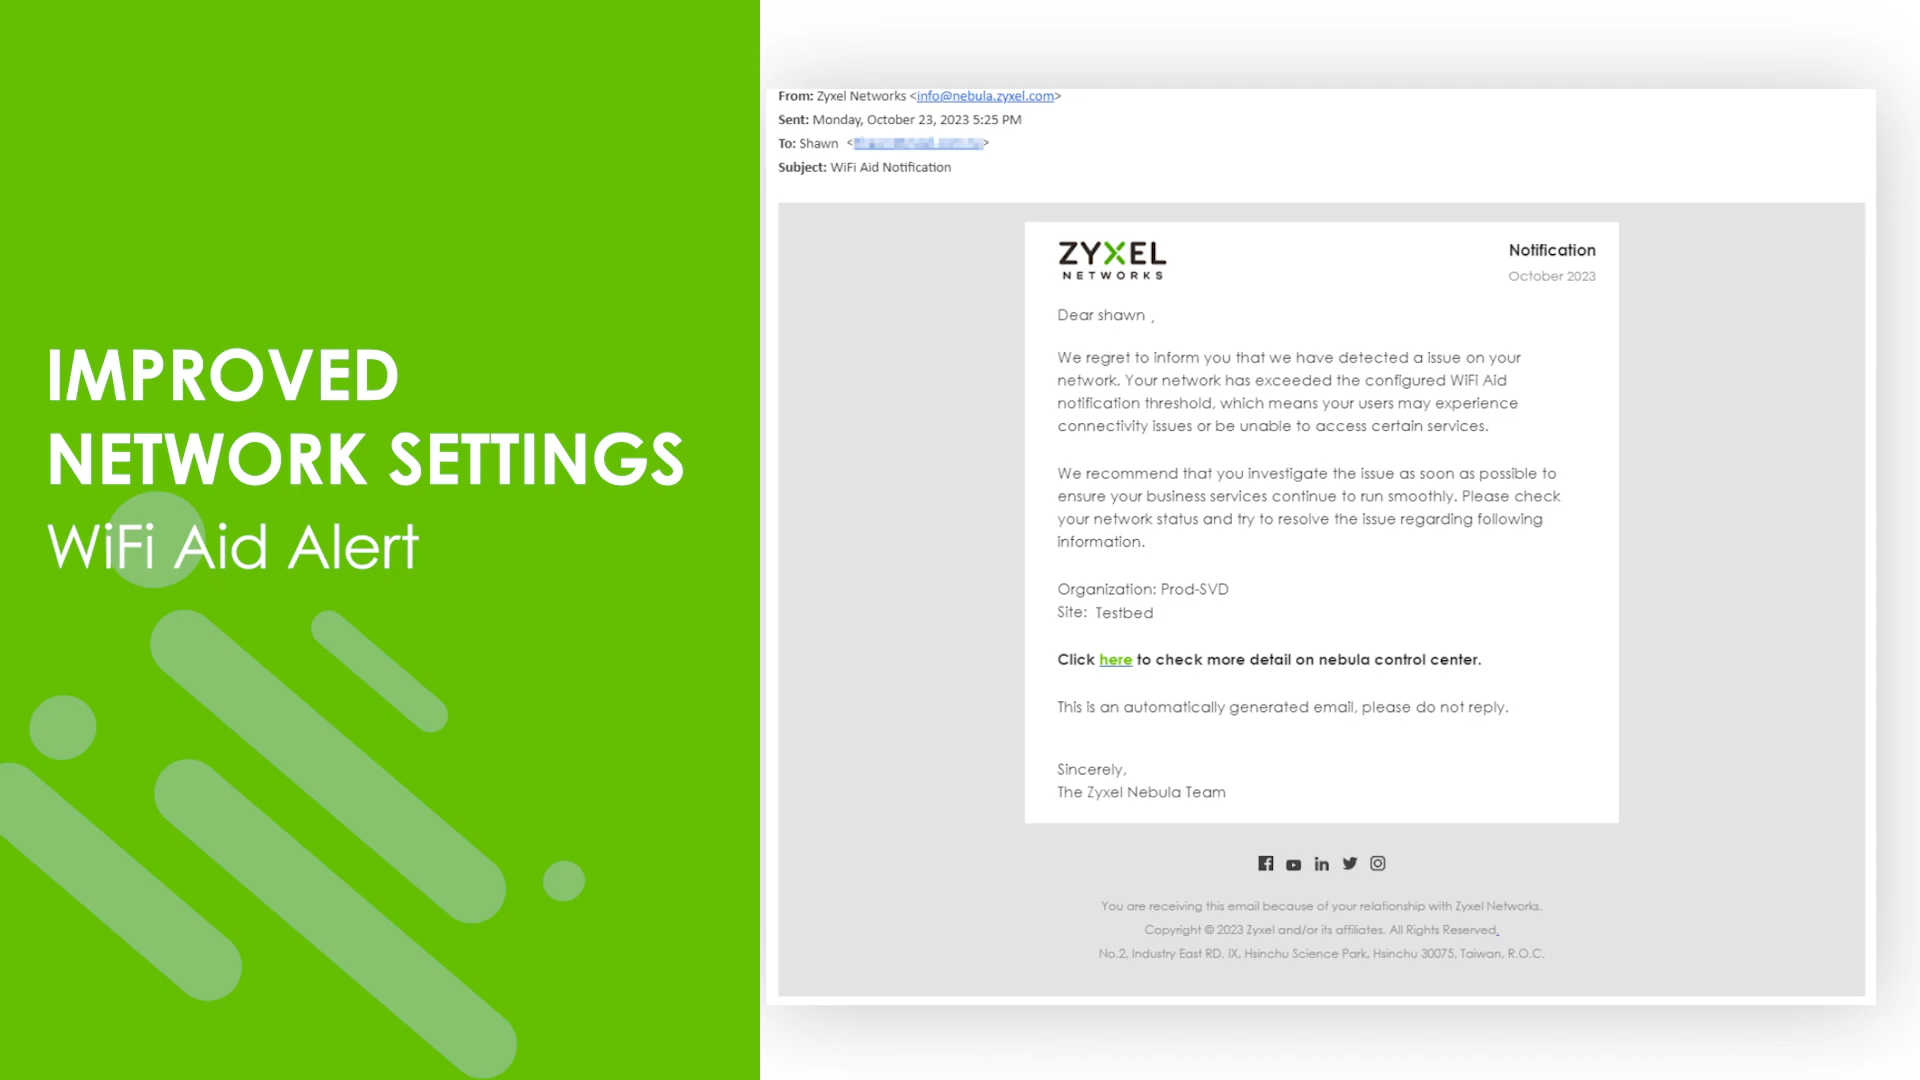 IMPROVED
NETWORK SETTINGS
WiFi Aid Alert
From: Zyxel Networks <info@nebula.zyxel.com>
Sent: Monday, October 23, 2023 5:25 PM
To: Shawn < >
Subject: WiFi Aid Notification
ZYXEL
NETWORKS
Notification
October 2023
Dear shawn ,
We regret to inform you that we have detected a issue on your
network. Your network has exceeded the configured WiFi Aid
notification threshold, which means your users may experience
connectivity issues or be unable to access certain services.
We recommend that you investigate the issue as soon as possible to
ensure your business services continue to run smoothly. Please check
your network status and try to resolve the issue regarding following
information.
Organization: Prod-SVD
Site: Testbed
Click here to check more detail on nebula control center.
This is an automatically generated email, please do not reply.
Sincerely,
The Zyxel Nebula Team
You are receiving this email because of your relationship with Zyxel Networks.
Copyright © 2023 Zyxel and/or its affiliates. All Rights Reserved.
No.2, Industry East RD. IX, Hsinchu Science Park, Hsinchu 30075, Taiwan, R.O.C.